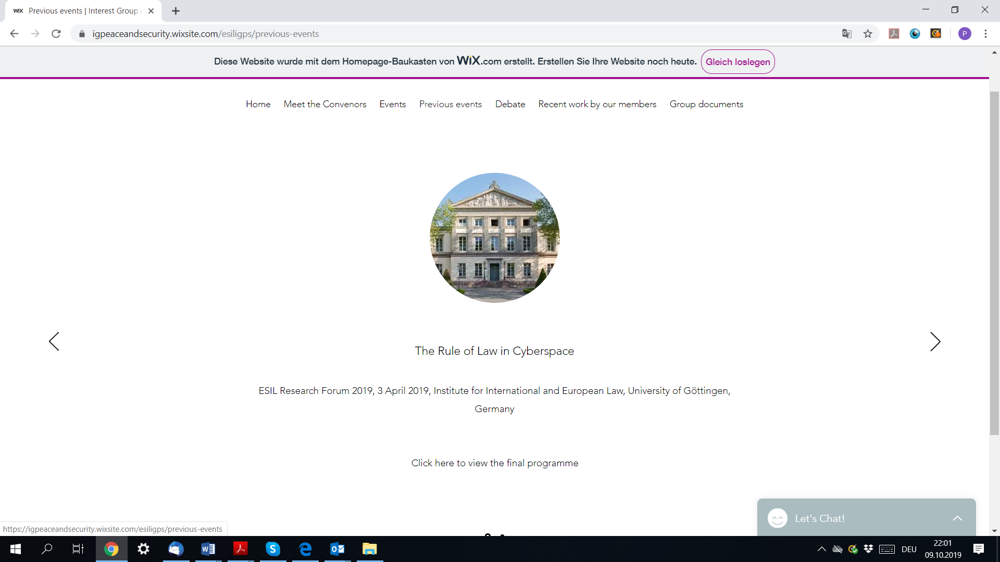 WIX Previous events | Interest Group
igpeaceandsecurity.wixsite.com/esiligps/previous-events
P
Diese Website wurde mit dem Homepage-Baukasten von WiX.com erstellt. Erstellen Sie Ihre Website noch heute. Gleich loslegen
Home Meet the Convenors Events Previous events Debate Recent work by our members Group documents
The Rule of Law in Cyberspace
ESIL Research Forum 2019, 3 April 2019, Institute for International and European Law, University of Göttingen,
Germany
Click here to view the final programme
Let's Chat!
https://igpeaceandsecurity.wixsite.com/esiligps/previous-events
DEU
22:01
09.10.2019